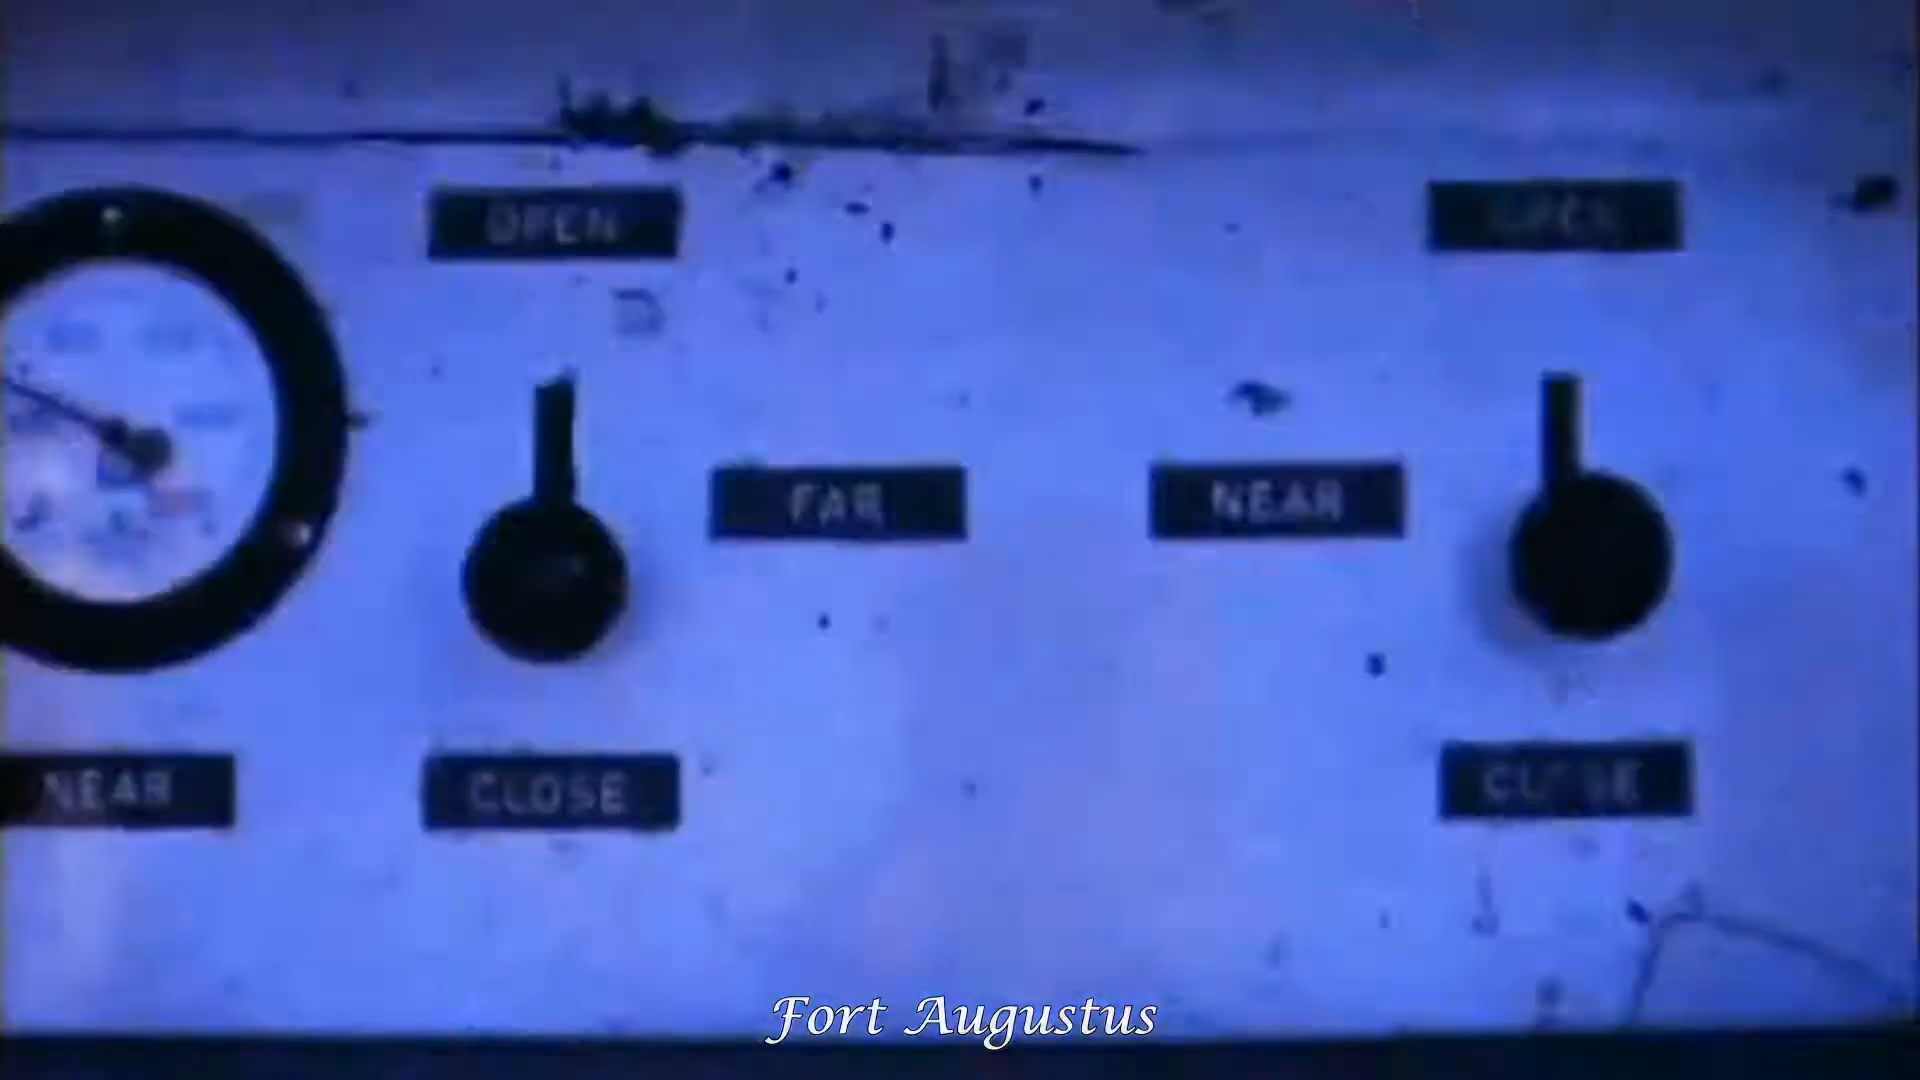 OPEN
OPEN
FAR
NEAR
NEAR
CLOSE
CLOSE
Fort Augustus